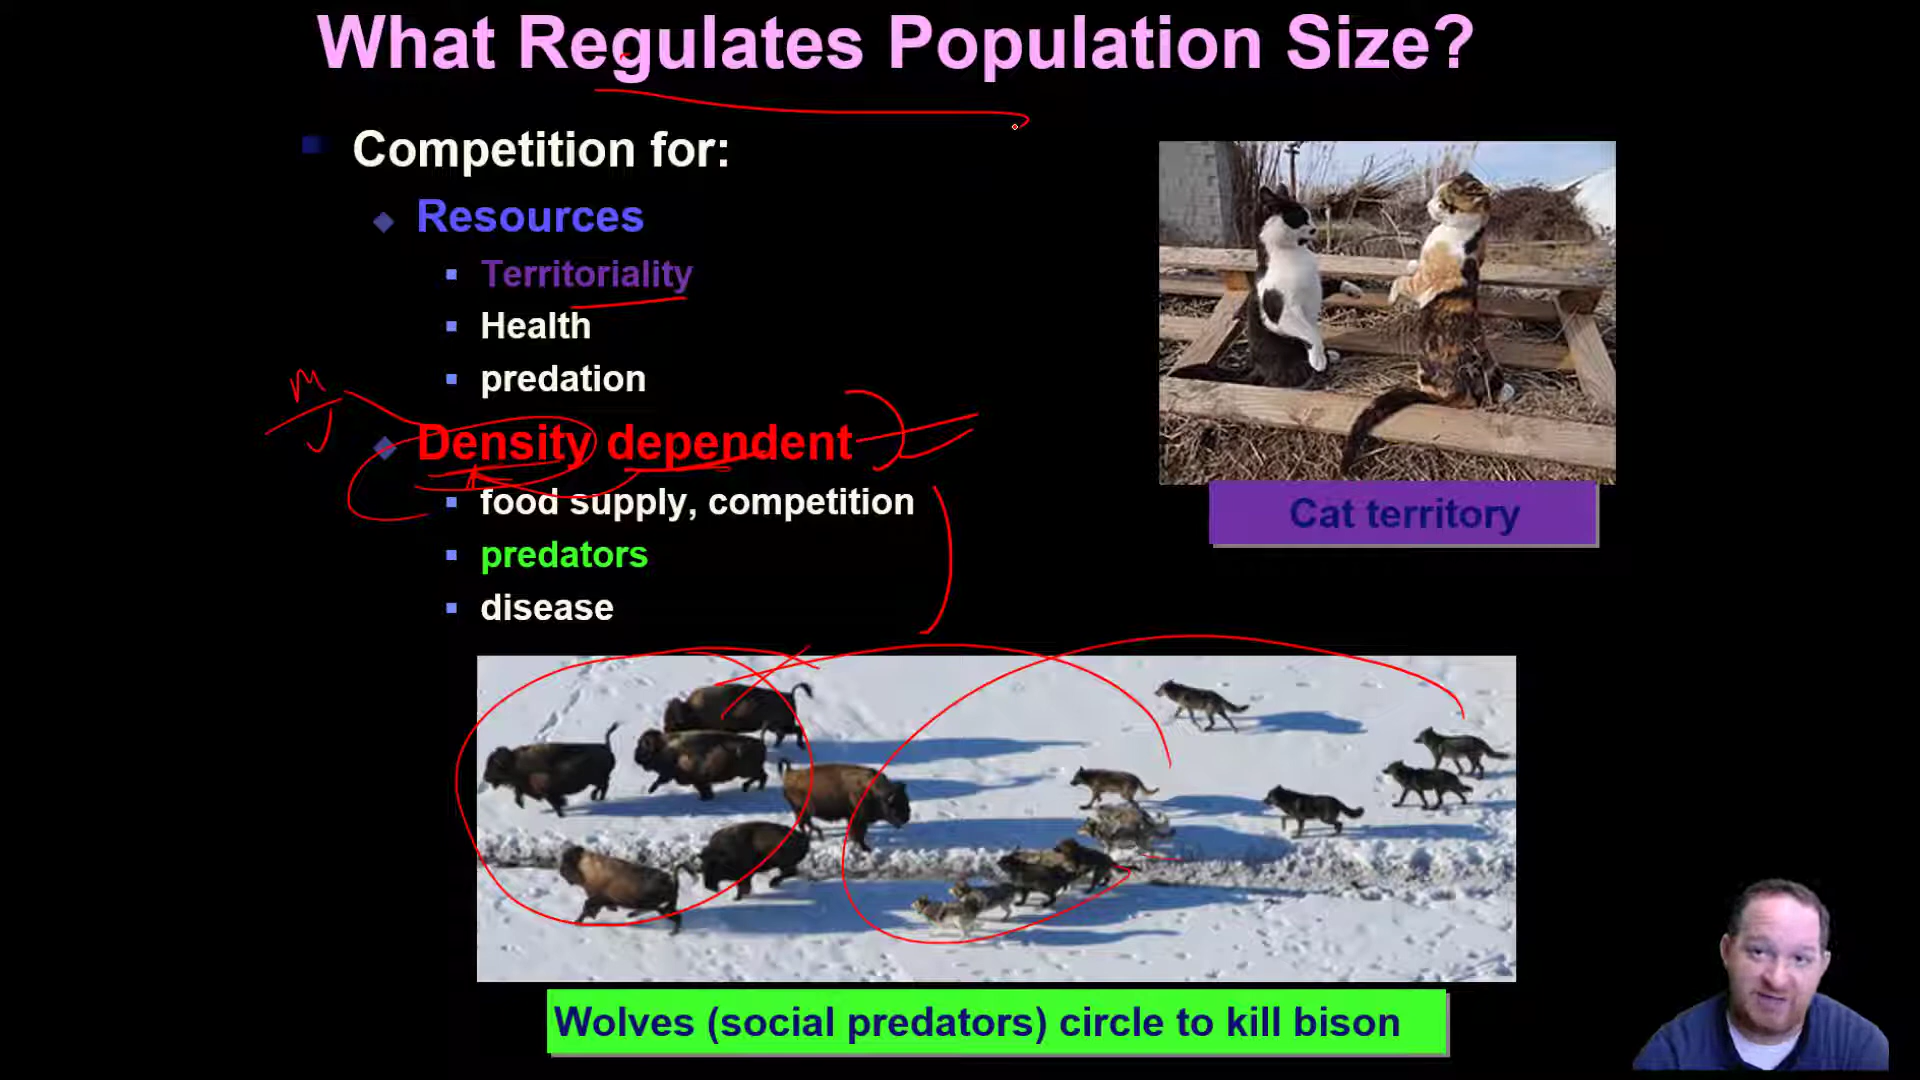 What Regulates Population Size?
Competition for:
Resources
Territoriality
Health
predation
Density dependent
food supply, competition
predators
disease
Cat territory
Wolves (social predators) circle to kill bison